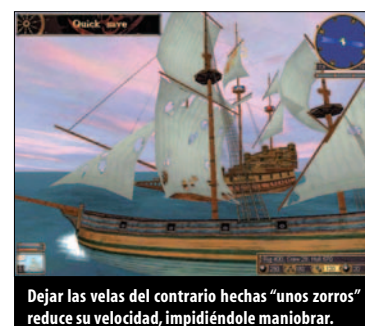 Quick save
Dejar las velas del contrario hechas “unos zorros”
reduce su velocidad, impidiéndole maniobrar.